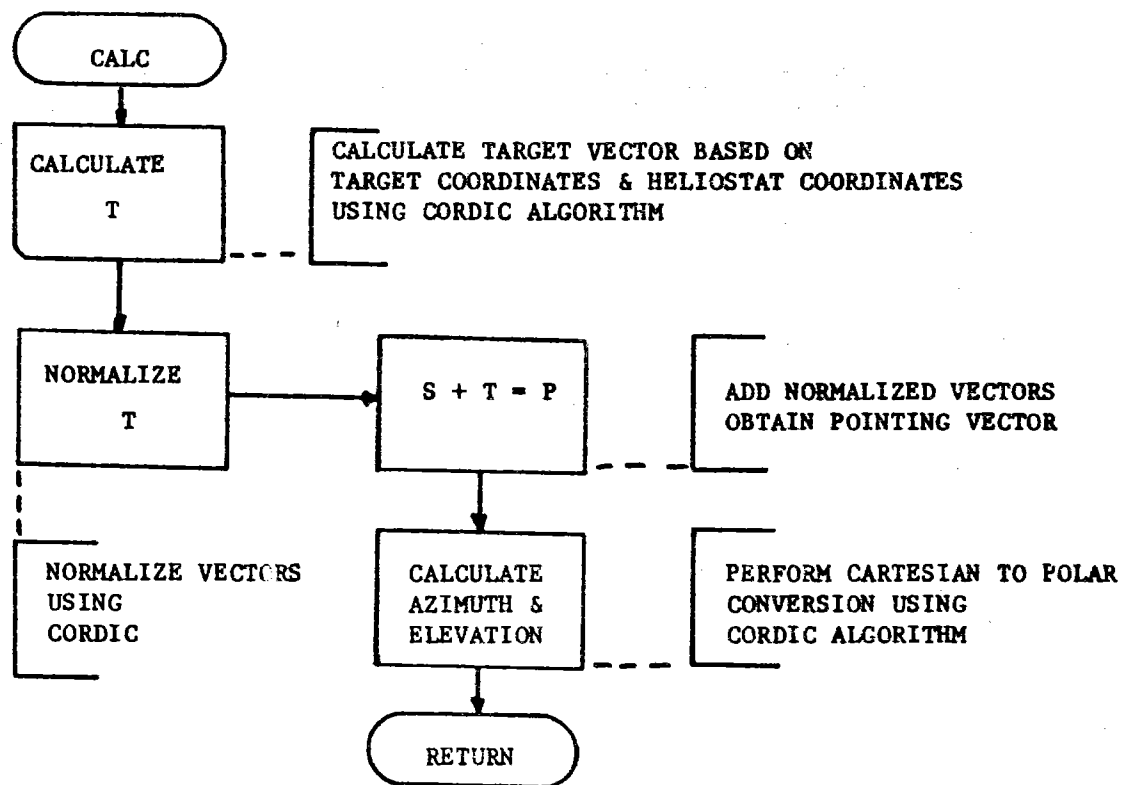 CALC
CALCULATE
T
CALCULATE TARGET VECTOR BASED ON
TARGET COORDINATES & HELIOSTAT COORDINATES
USING CORDIC ALGORITHM
NORMALIZE
T
S + T = P
ADD NORMALIZED VECTORS
OBTAIN POINTING VECTOR
NORMALIZE VECTORS
USING
CORDIC
CALCULATE
AZIMUTH &
ELEVATION
PERFORM CARTESIAN TO POLAR
CONVERSION USING
CORDIC ALGORITHM
RETURN